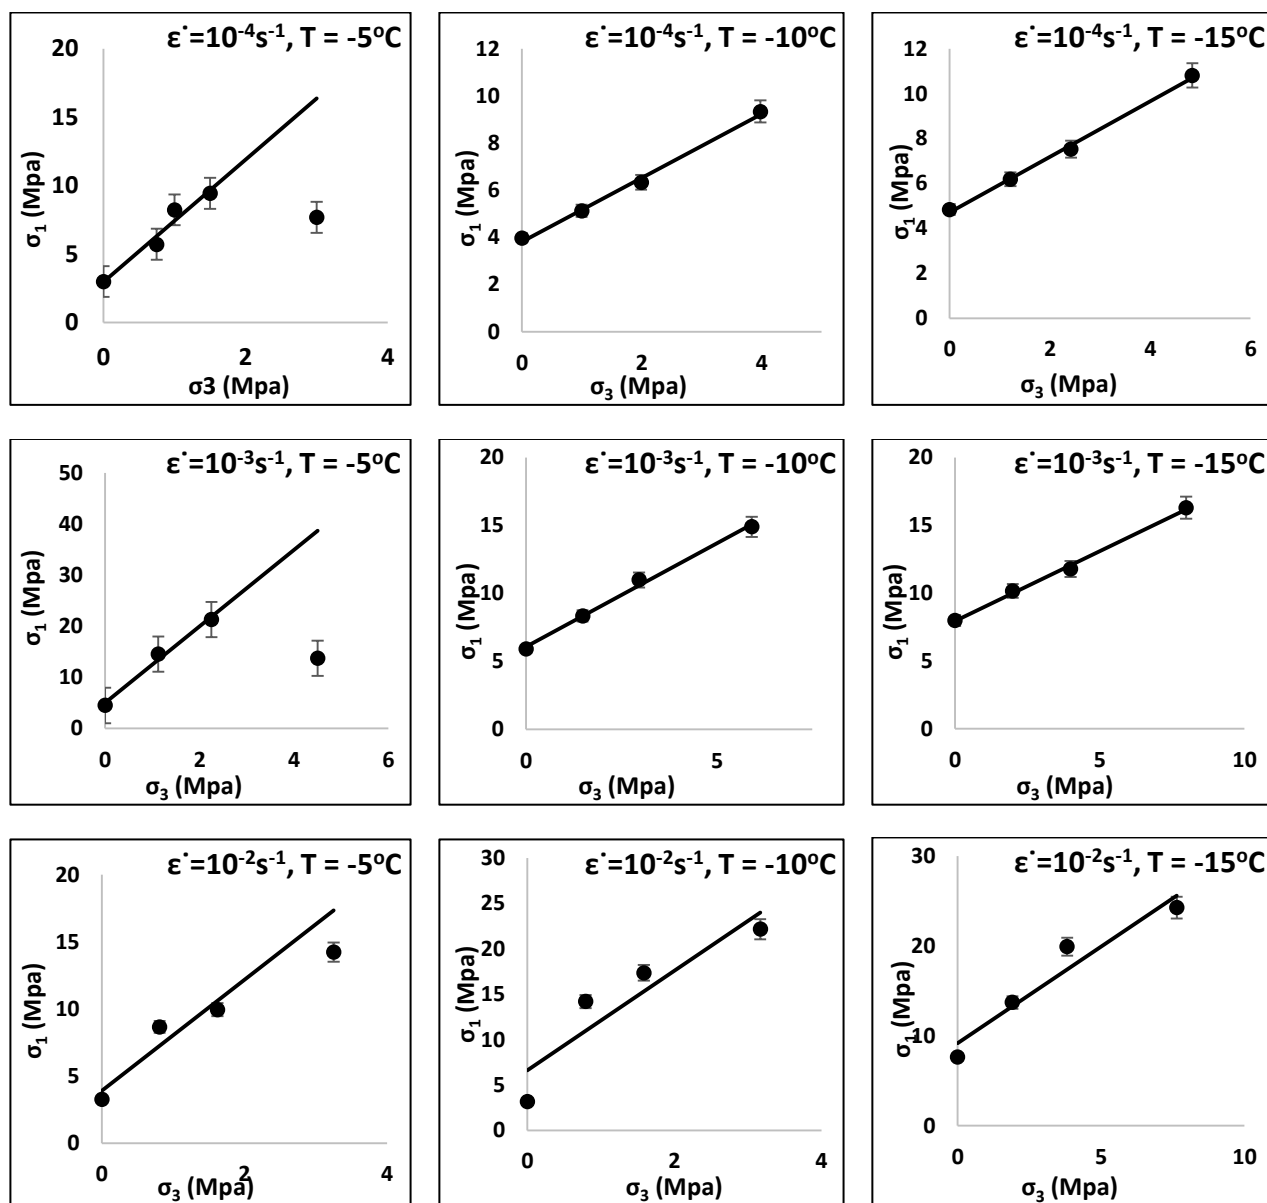 ε˙=10⁻⁴s⁻¹, T = -5ᵒC
20
15
10
5
0
σ₁ (Mpa)
0 2 4
σ3 (Mpa)
ε˙=10⁻⁴s⁻¹, T = -10ᵒC
12
10
8
6
4
2
0
σ₁ (Mpa)
0 2 4
σ₃ (Mpa)
ε˙=10⁻⁴s⁻¹, T = -15ᵒC
12
10
8
6
4
2
0
σ₁ (Mpa)
0 2 4 6
σ₃ (Mpa)
ε˙=10⁻³s⁻¹, T = -5ᵒC
50
40
30
20
10
0
σ₁ (Mpa)
0 2 4 6
σ₃ (Mpa)
ε˙=10⁻³s⁻¹, T = -10ᵒC
20
15
10
5
0
σ₁ (Mpa)
0 5
σ₃ (Mpa)
ε˙=10⁻³s⁻¹, T = -15ᵒC
20
15
10
5
0
σ₁ (Mpa)
0 5 10
σ₃ (Mpa)
ε˙=10⁻²s⁻¹, T = -5ᵒC
20
15
10
5
0
σ₁ (Mpa)
0 2 4
σ₃ (Mpa)
ε˙=10⁻²s⁻¹, T = -10ᵒC
30
25
20
15
10
5
0
σ₁ (Mpa)
0 2 4
σ₃ (Mpa)
ε˙=10⁻²s⁻¹, T = -15ᵒC
30
20
10
0
σ₁ (Mpa)
0 5 10
σ₃ (Mpa)